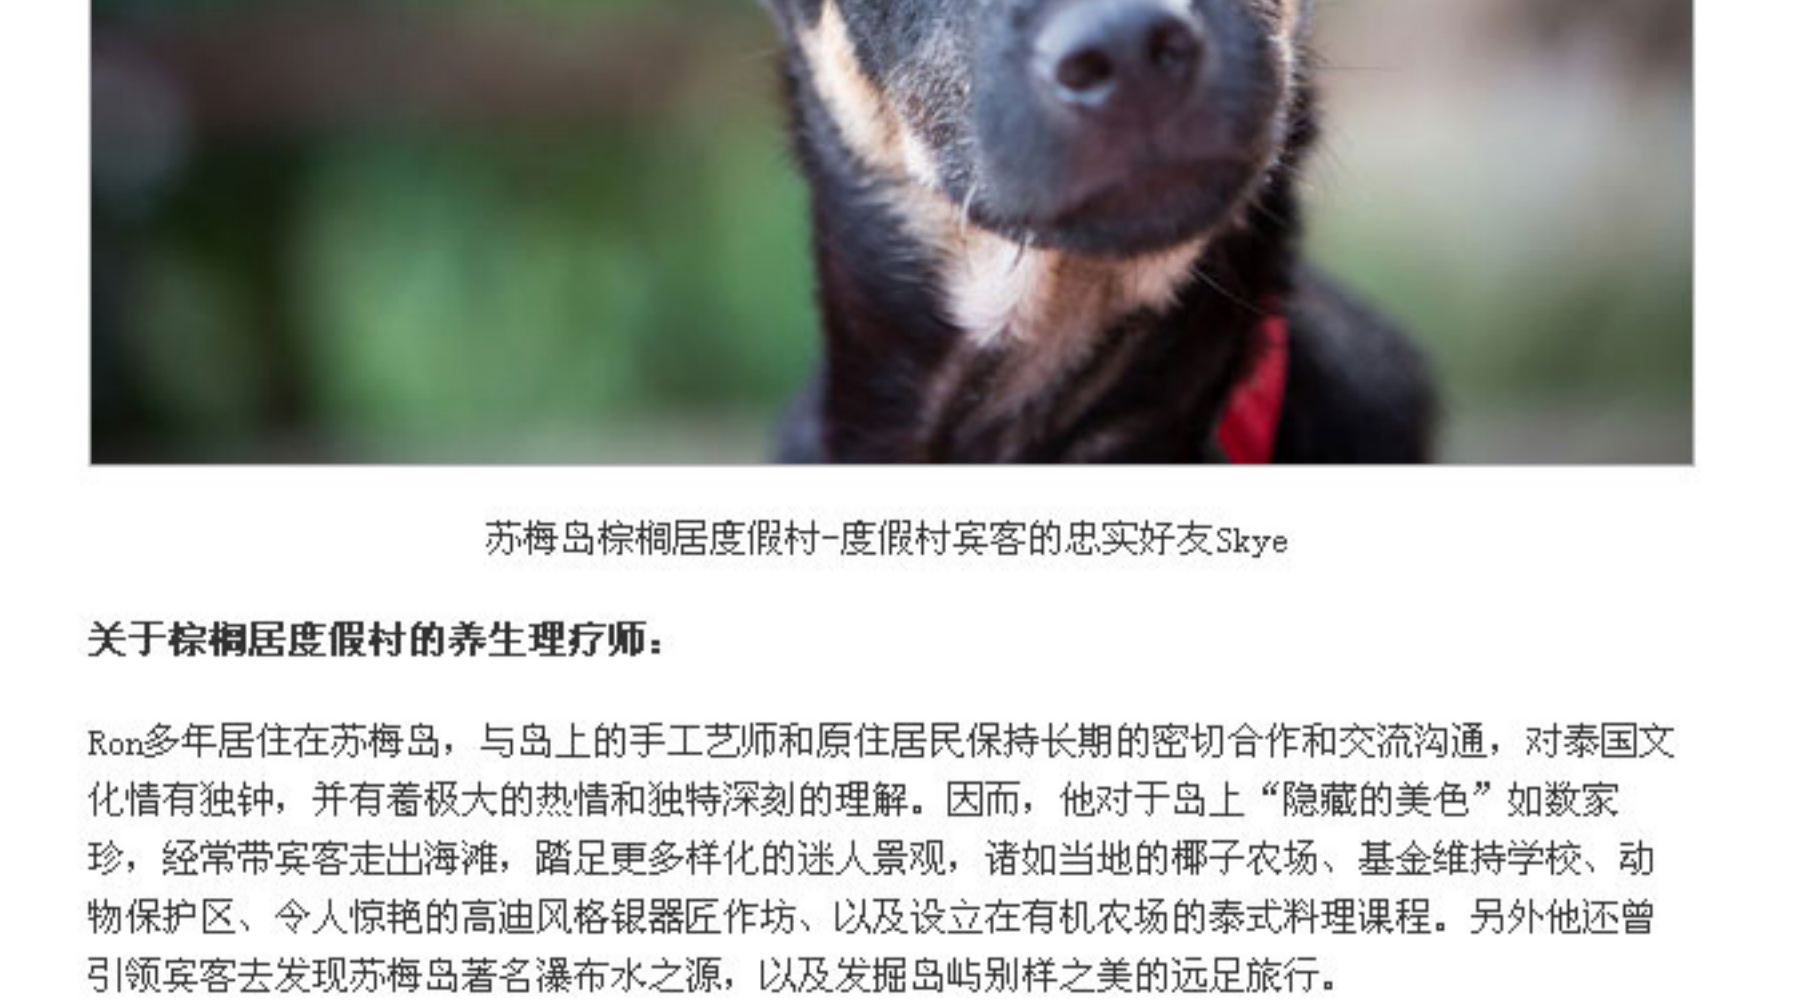 苏梅岛棕榈居度假村-度假村宾客的忠实好友Skye
关于棕榈居度假村的养生理疗师：
Ron多年居住在苏梅岛，与岛上的手工艺师和原住居民保持长期的密切合作和交流沟通，对泰国文
化情有独钟，并有着极大的热情和独特深刻的理解。因而，他对于岛上“隐藏的美色”如数家
珍，经常带宾客走出海滩，踏足更多样化的迷人景观，诸如当地的椰子农场、基金维持学校、动
物保护区、令人惊艳的高迪风格银器匠作坊、以及设立在有机农场的泰式料理课程。另外他还曾
引领宾客去发现苏梅岛著名瀑布水之源，以及发掘岛屿别样之美的远足旅行。